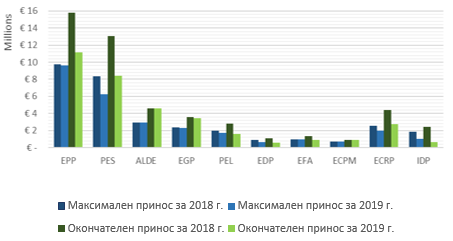 Millions
€ 16
€ 14
€ 12
€ 10
€ 8
€ 6
€ 4
€ 2
€ -
EPP PES ALDE EGP PEL EDP EFA ECPM ECRP IDP
Максимален принос за 2018 г. Максимален принос за 2019 г.
Окончателен принос за 2018 г. Окончателен принос за 2019 г.